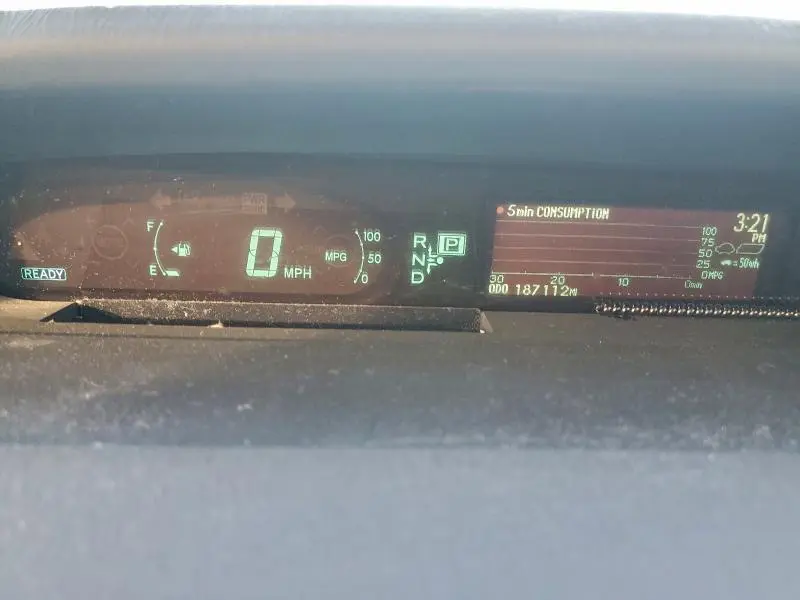 READY
F
E
0 MPH
MPG
100
50
0
R
N
D
P
5min CONSUMPTION
3:21
PM
100
75
50
25
0MPG
= 50Wh
30 20 10 0min
ODO 187112MI